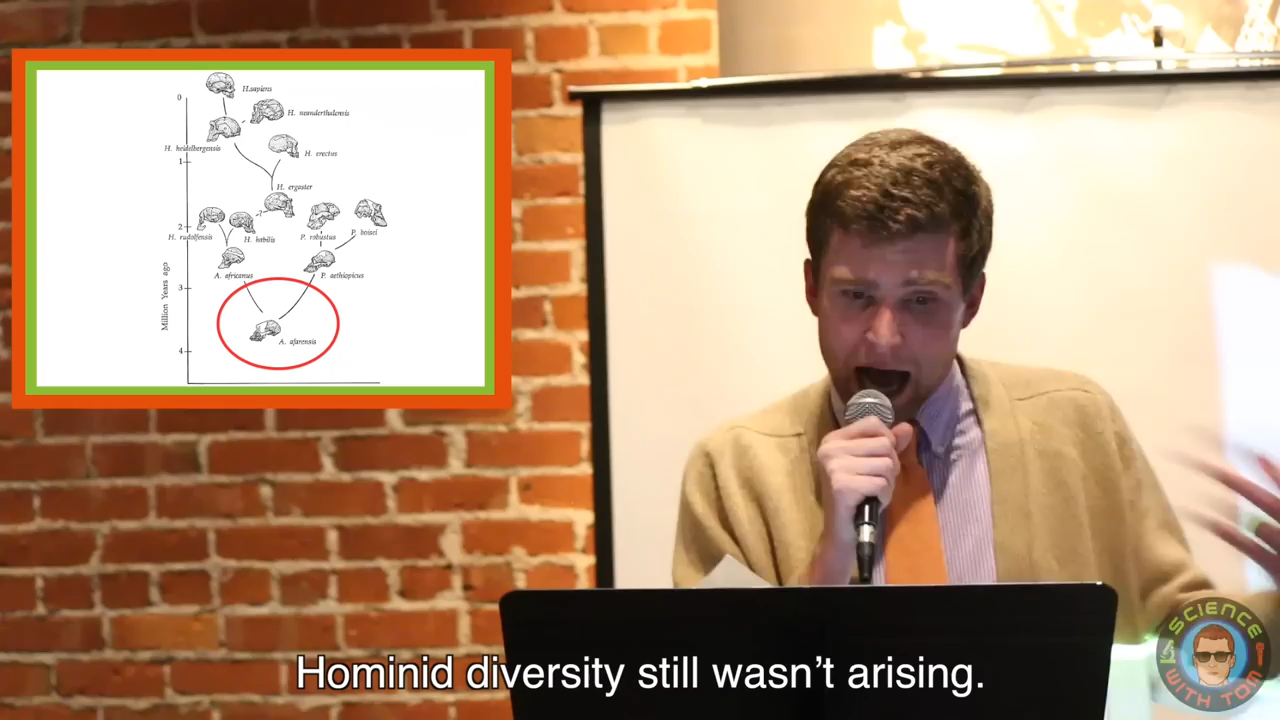 0
H.sapiens
H. neanderthalensis
H. heidelbergensis
H. erectus
1
H. ergaster
?
2
H. rudolfensis
H. habilis
P. robustus
P. boisei
A. africanus
P. aethiopicus
3
Million Years ago
A. afarensis
4
Hominid diversity still wasn't arising.
SCIENCE
WITH TOM